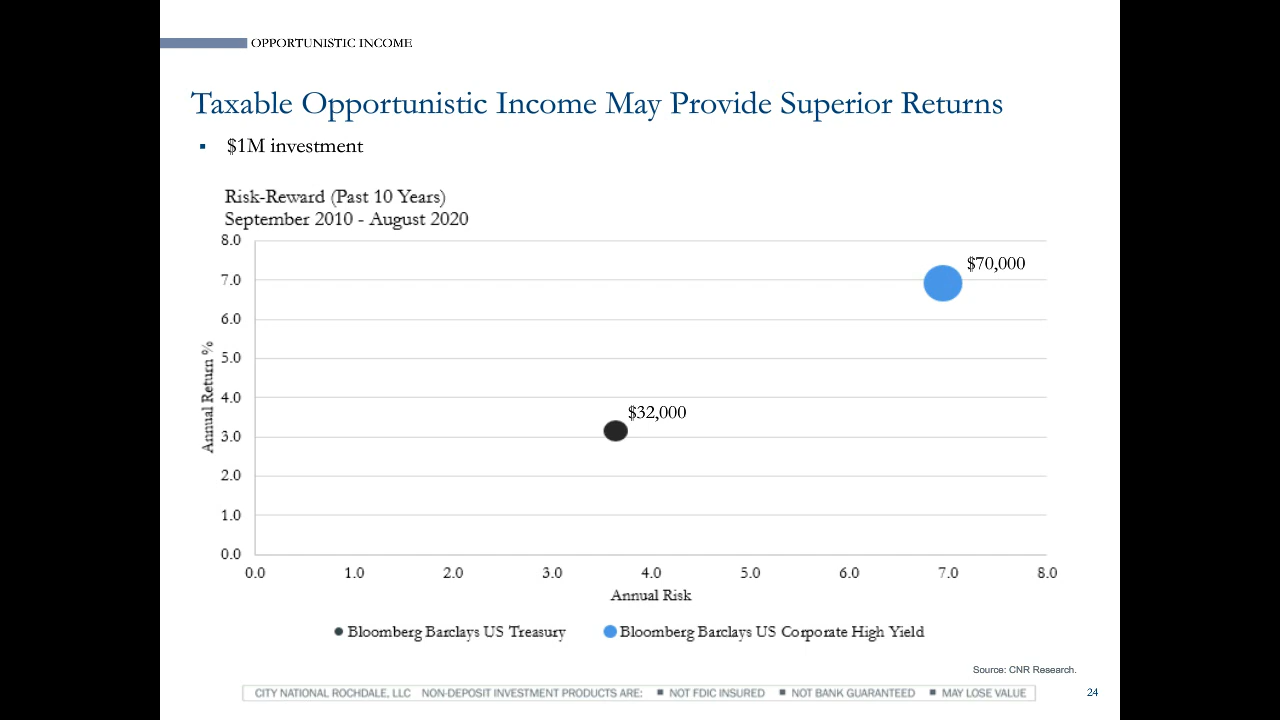 OPPORTUNISTIC INCOME
Taxable Opportunistic Income May Provide Superior Returns
▪ $1M investment
Risk-Reward (Past 10 Years)
September 2010 - August 2020
8.0
$70,000
7.0
6.0
5.0
4.0
$32,000
3.0
2.0
1.0
0.0
Annual Return %
0.0 1.0 2.0 3.0 4.0 5.0 6.0 7.0 8.0
Annual Risk
Bloomberg Barclays US Treasury Bloomberg Barclays US Corporate High Yield
Source: CNR Research.
CITY NATIONAL ROCHDALE, LLC NON-DEPOSIT INVESTMENT PRODUCTS ARE: ▪ NOT FDIC INSURED ▪ NOT BANK GUARANTEED ▪ MAY LOSE VALUE
24